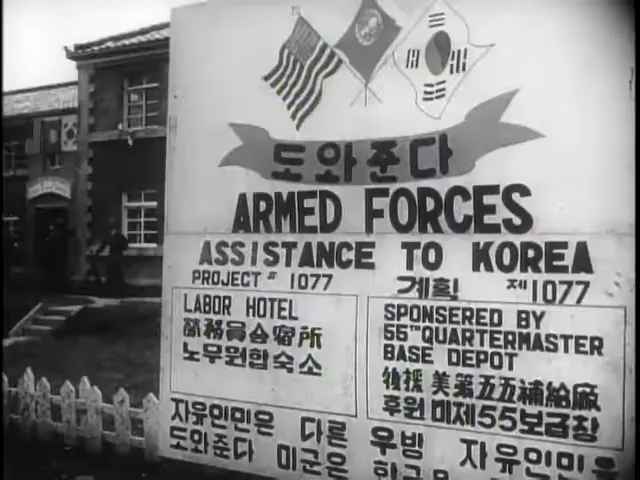 도와준다
ARMED FORCES
ASSISTANCE TO KOREA
PROJECT # 1077 계획 제1077
LABOR HOTEL
勞務員合宿所
노무원합숙소
SPONSERED BY
55TH QUARTERMASTER
BASE DEPOT
後援 美第五五補給廠
후원 미제55보급창
자유인민은 다른 우방 자유인민을
도와준다 미군은